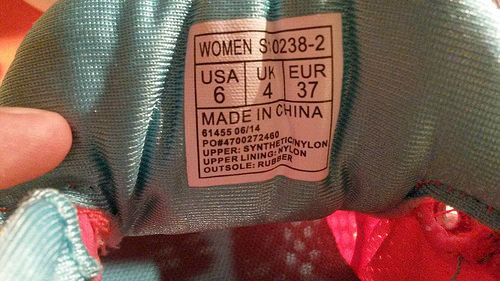 WOMEN S10238-2
USA UK EUR
6 4 37
MADE IN CHINA
61455 06/14
PO#4700272460
UPPER: SYNTHETIC/NYLON
UPPER LINING: NYLON
OUTSOLE: RUBBER